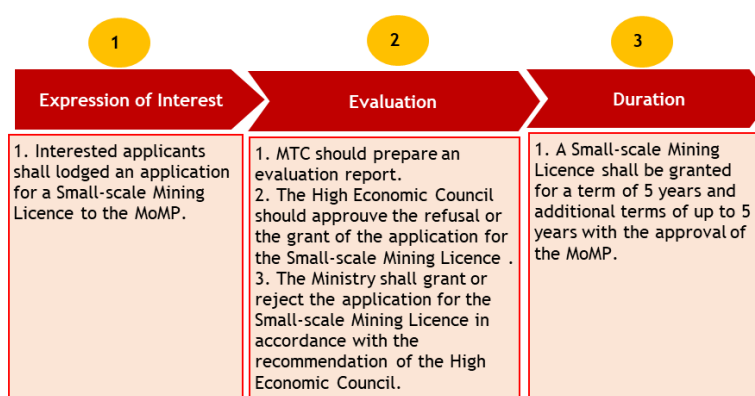 1
2
3
Expression of Interest
Evaluation
Duration
1. Interested applicants
shall lodged an application
for a Small-scale Mining
Licence to the MoMP.
1. MTC should prepare an
evaluation report.
2. The High Economic Council
should approuve the refusal or
the grant of the application for
the Small-scale Mining Licence .
3. The Ministry shall grant or
reject the application for the
Small-scale Mining Licence in
accordance with the
recommendation of the High
Economic Council.
1. A Small-scale Mining
Licence shall be granted
for a term of 5 years and
additional terms of up to 5
years with the approval of
the MoMP.